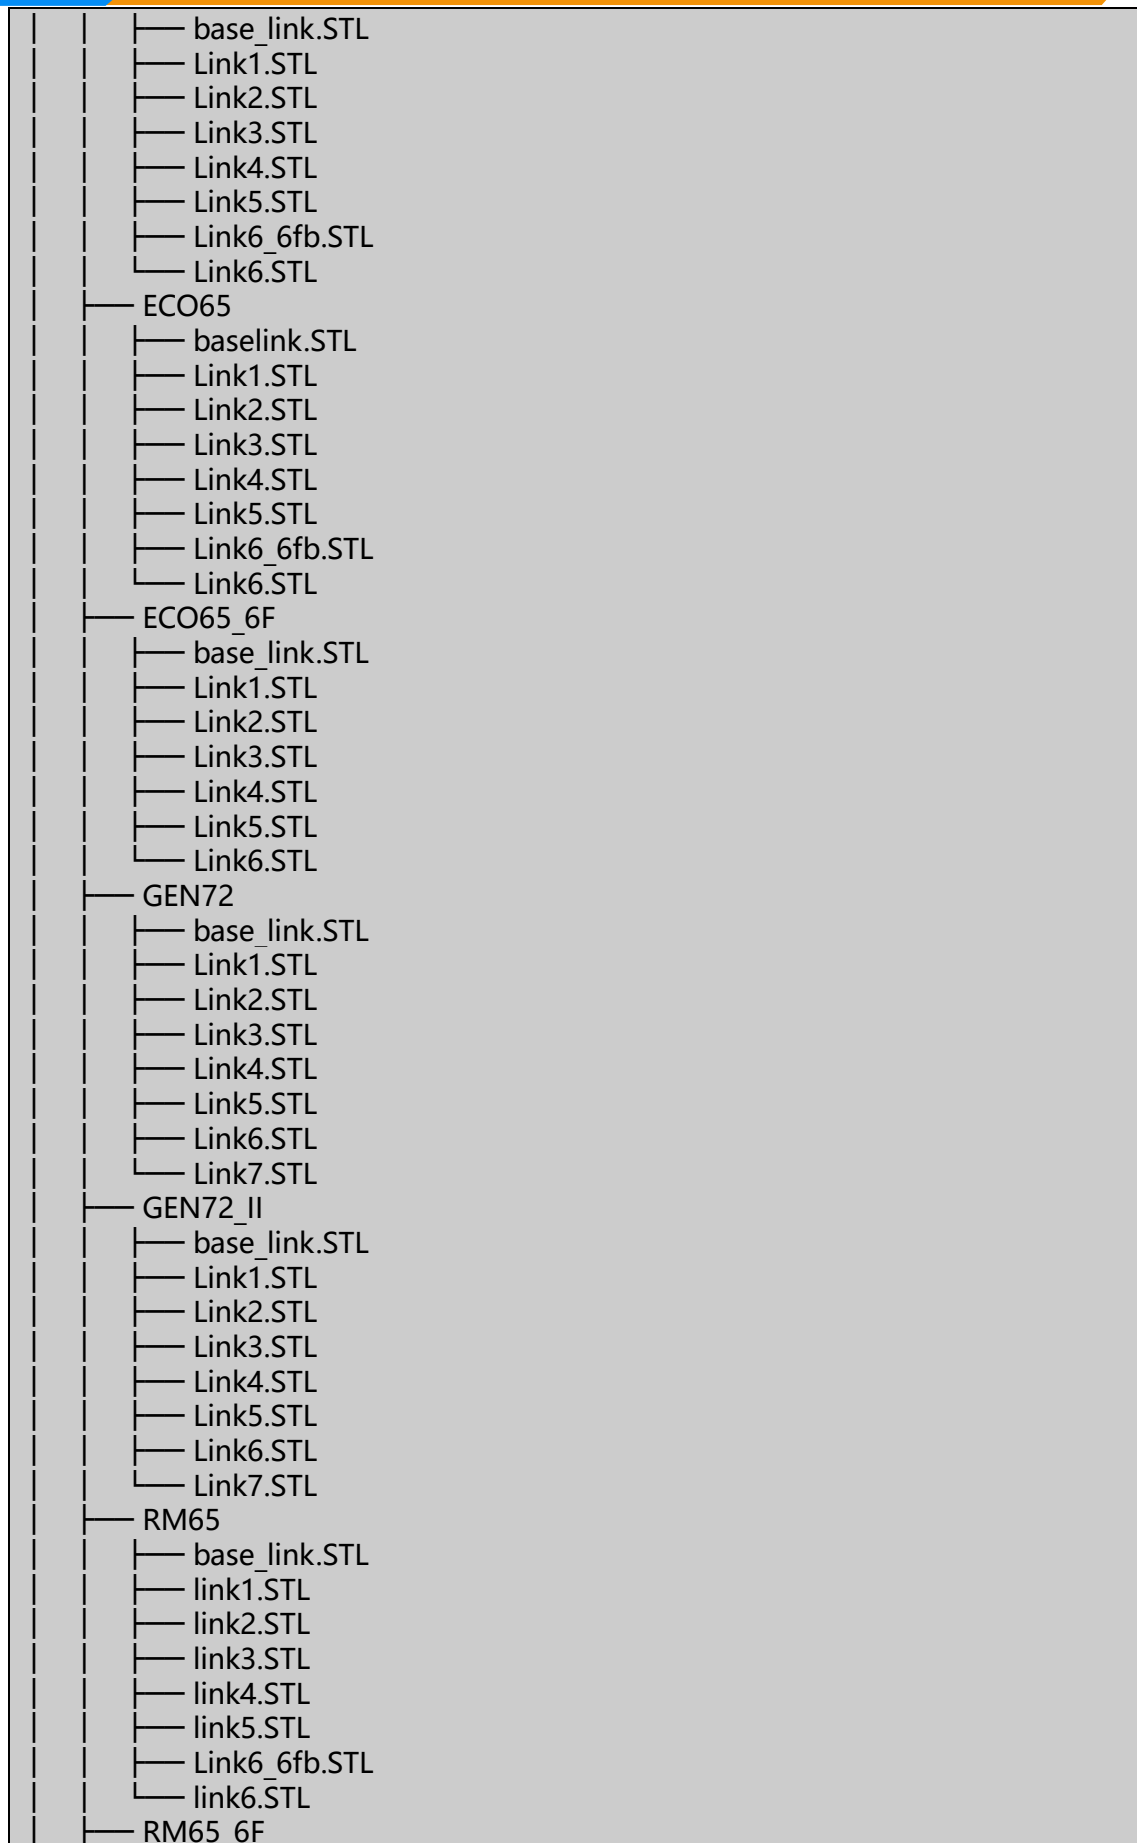 │   │   ├── base_link.STL
│   │   ├── Link1.STL
│   │   ├── Link2.STL
│   │   ├── Link3.STL
│   │   ├── Link4.STL
│   │   ├── Link5.STL
│   │   ├── Link6_6fb.STL
│   │   └── Link6.STL
│   ├── ECO65
│   │   ├── baselink.STL
│   │   ├── Link1.STL
│   │   ├── Link2.STL
│   │   ├── Link3.STL
│   │   ├── Link4.STL
│   │   ├── Link5.STL
│   │   ├── Link6_6fb.STL
│   │   └── Link6.STL
│   ├── ECO65_6F
│   │   ├── base_link.STL
│   │   ├── Link1.STL
│   │   ├── Link2.STL
│   │   ├── Link3.STL
│   │   ├── Link4.STL
│   │   ├── Link5.STL
│   │   └── Link6.STL
│   ├── GEN72
│   │   ├── base_link.STL
│   │   ├── Link1.STL
│   │   ├── Link2.STL
│   │   ├── Link3.STL
│   │   ├── Link4.STL
│   │   ├── Link5.STL
│   │   ├── Link6.STL
│   │   └── Link7.STL
│   ├── GEN72_II
│   │   ├── base_link.STL
│   │   ├── Link1.STL
│   │   ├── Link2.STL
│   │   ├── Link3.STL
│   │   ├── Link4.STL
│   │   ├── Link5.STL
│   │   ├── Link6.STL
│   │   └── Link7.STL
│   ├── RM65
│   │   ├── base_link.STL
│   │   ├── link1.STL
│   │   ├── link2.STL
│   │   ├── link3.STL
│   │   ├── link4.STL
│   │   ├── link5.STL
│   │   ├── Link6_6fb.STL
│   │   └── link6.STL
│   ├── RM65_6F